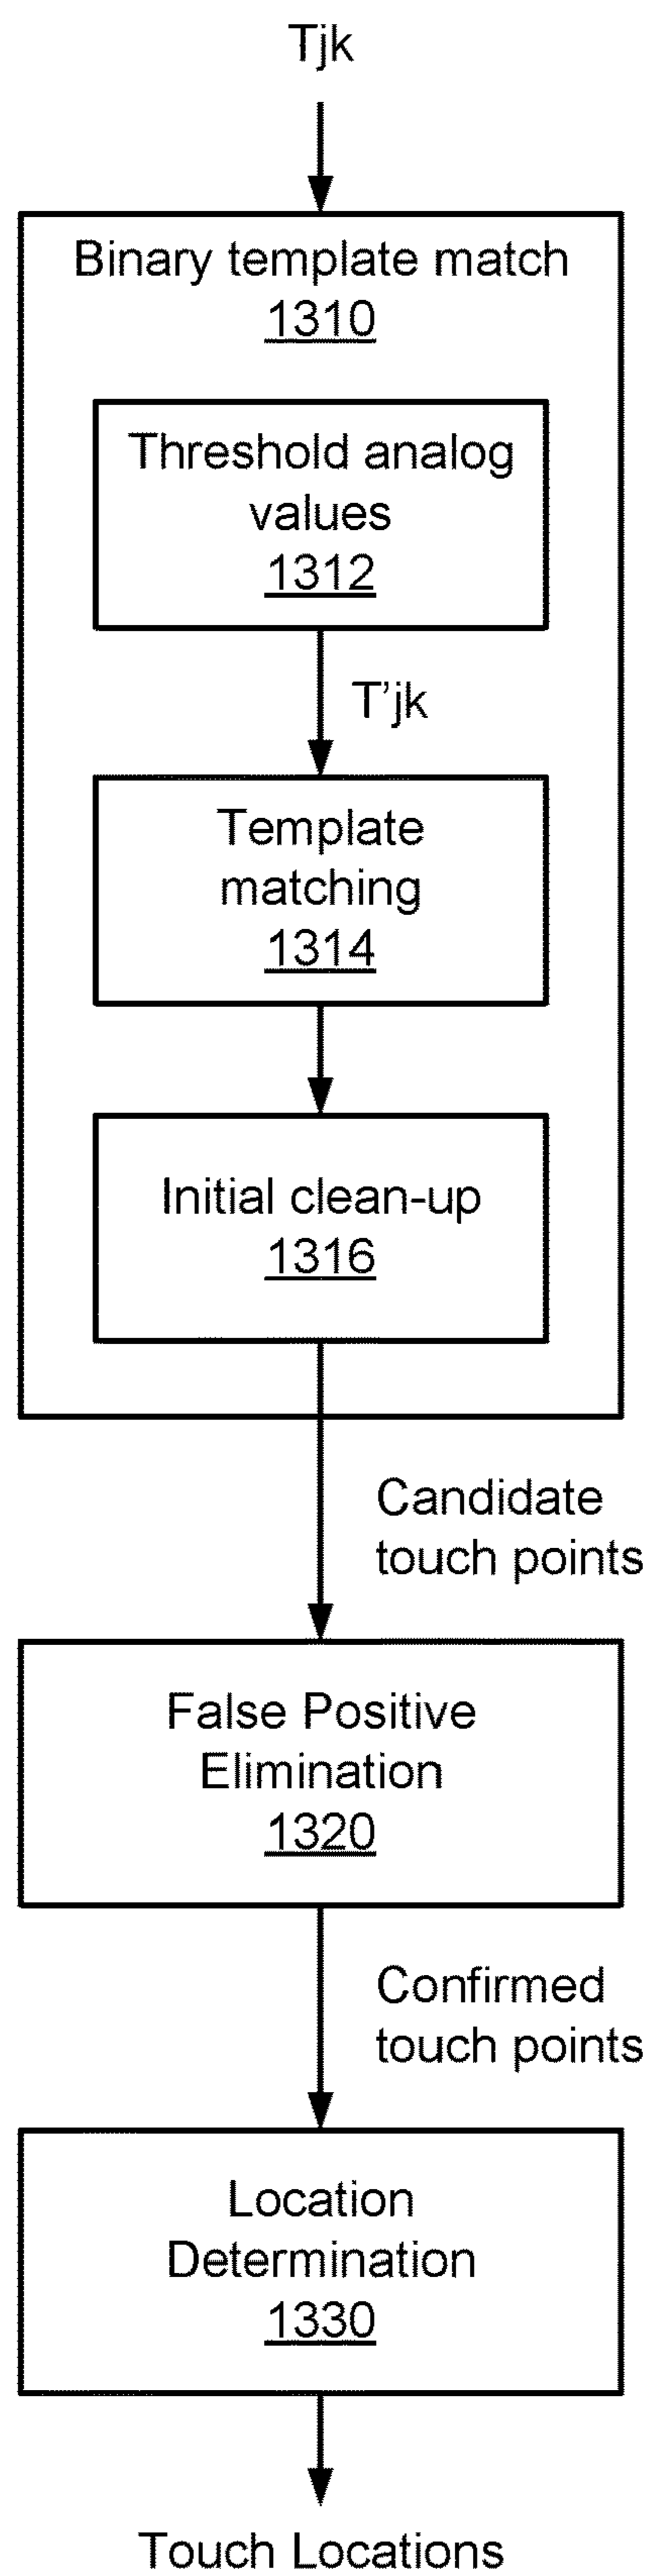 Tjk
Binary template match
1310
Threshold analog
values
1312
T’jk
Template
matching
1314
Initial clean-up
1316
Candidate
touch points
False Positive
Elimination
1320
Confirmed
touch points
Location
Determination
1330
Touch Locations